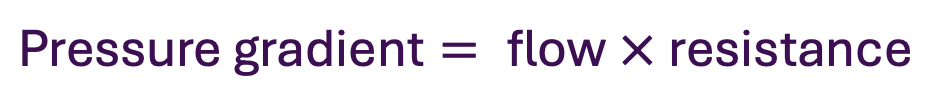 Pressure gradient = flow × resistance